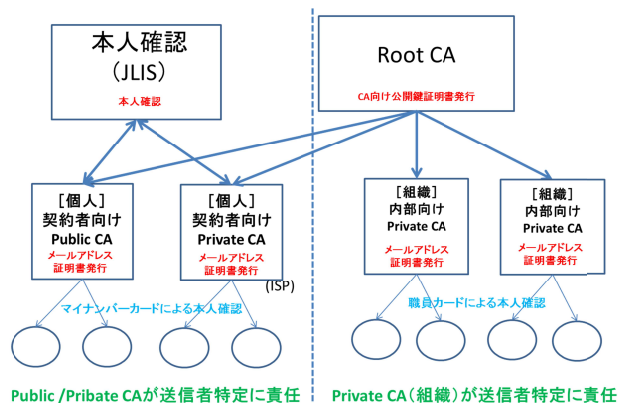 本人確認
（JLIS）
本人確認
Root CA
CA向け公開鍵証明書発行
［個人］
契約者向け
Public CA
メールアドレス
証明書発行
［個人］
契約者向け
Private CA
メールアドレス
証明書発行
(ISP)
［組織］
内部向け
Private CA
メールアドレス
証明書発行
［組織］
内部向け
Private CA
メールアドレス
証明書発行
マイナンバーカードによる本人確認
職員カードによる本人確認
Public /Pribate CAが送信者特定に責任
Private CA（組織）が送信者特定に責任